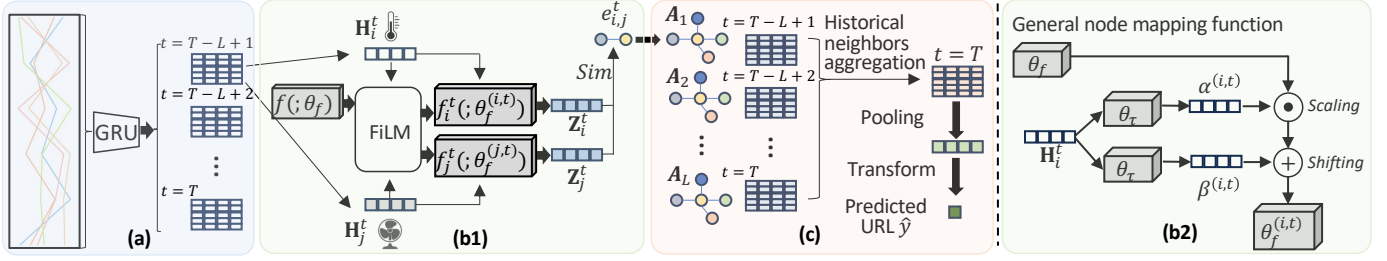 t = T − L + 1
t = T − L + 2
⋮
t = T
GRU
(a)
H_i^t
f(; θ_f)
FiLM
f_i^t(; θ_f^{(i,t)})
f_j^t(; θ_f^{(j,t)})
H_j^t
Z_i^t
Z_j^t
Sim
e_{i,j}^t
(b1)
A_1
t = T − L + 1
A_2
t = T − L + 2
⋮ ⋮
A_L
t = T
Historical
neighbors
aggregation
t = T
Pooling
Transform
Predicted
URL ŷ
(c)
General node mapping function
θ_f
H_i^t
θ_τ
α^{(i,t)}
Scaling
θ_τ
β^{(i,t)}
Shifting
θ_f^{(i,t)}
(b2)